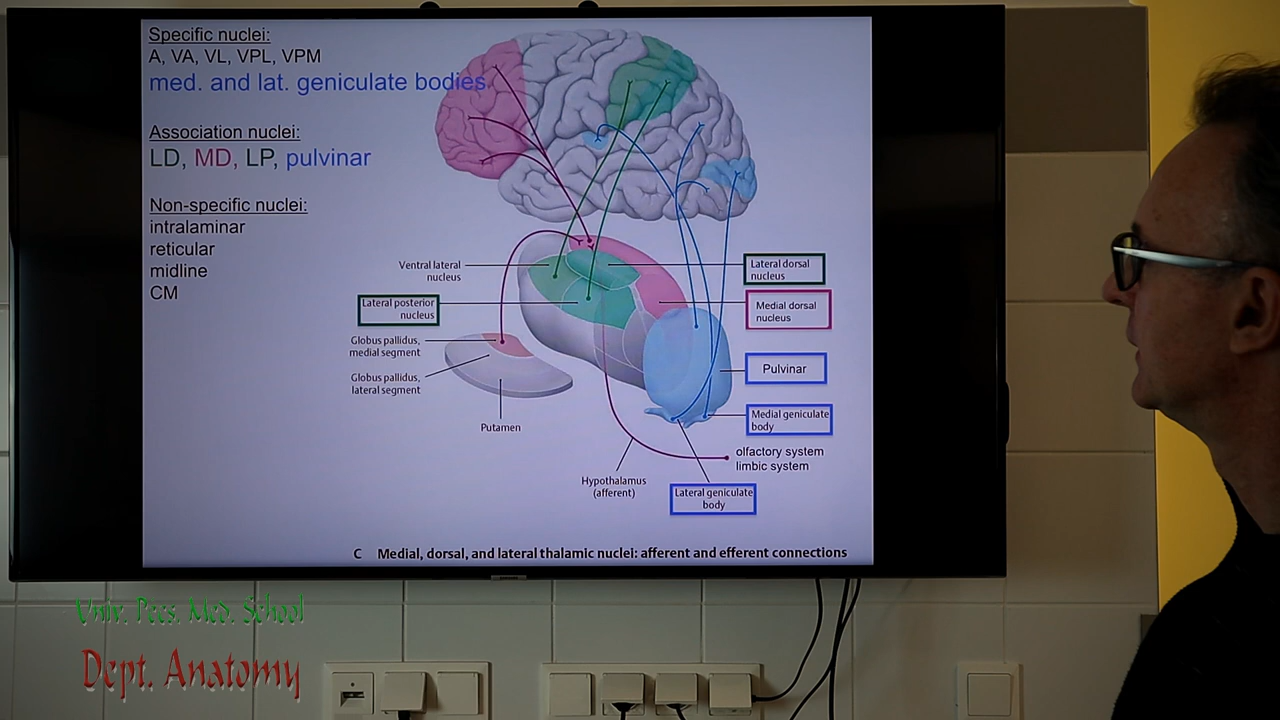 Specific nuclei:
A, VA, VL, VPL, VPM
med. and lat. geniculate bodies
Association nuclei:
LD, MD, LP, pulvinar
Non-specific nuclei:
intralaminar
reticular
midline
CM
Ventral lateral
nucleus
Lateral posterior
nucleus
Globus pallidus,
medial segment
Globus pallidus,
lateral segment
Putamen
Lateral dorsal
nucleus
Medial dorsal
nucleus
Pulvinar
Medial geniculate
body
olfactory system
limbic system
Hypothalamus
(afferent)
Lateral geniculate
body
C Medial, dorsal, and lateral thalamic nuclei: afferent and efferent connections
Univ. Pecs. Med. School
Dept. Anatomy